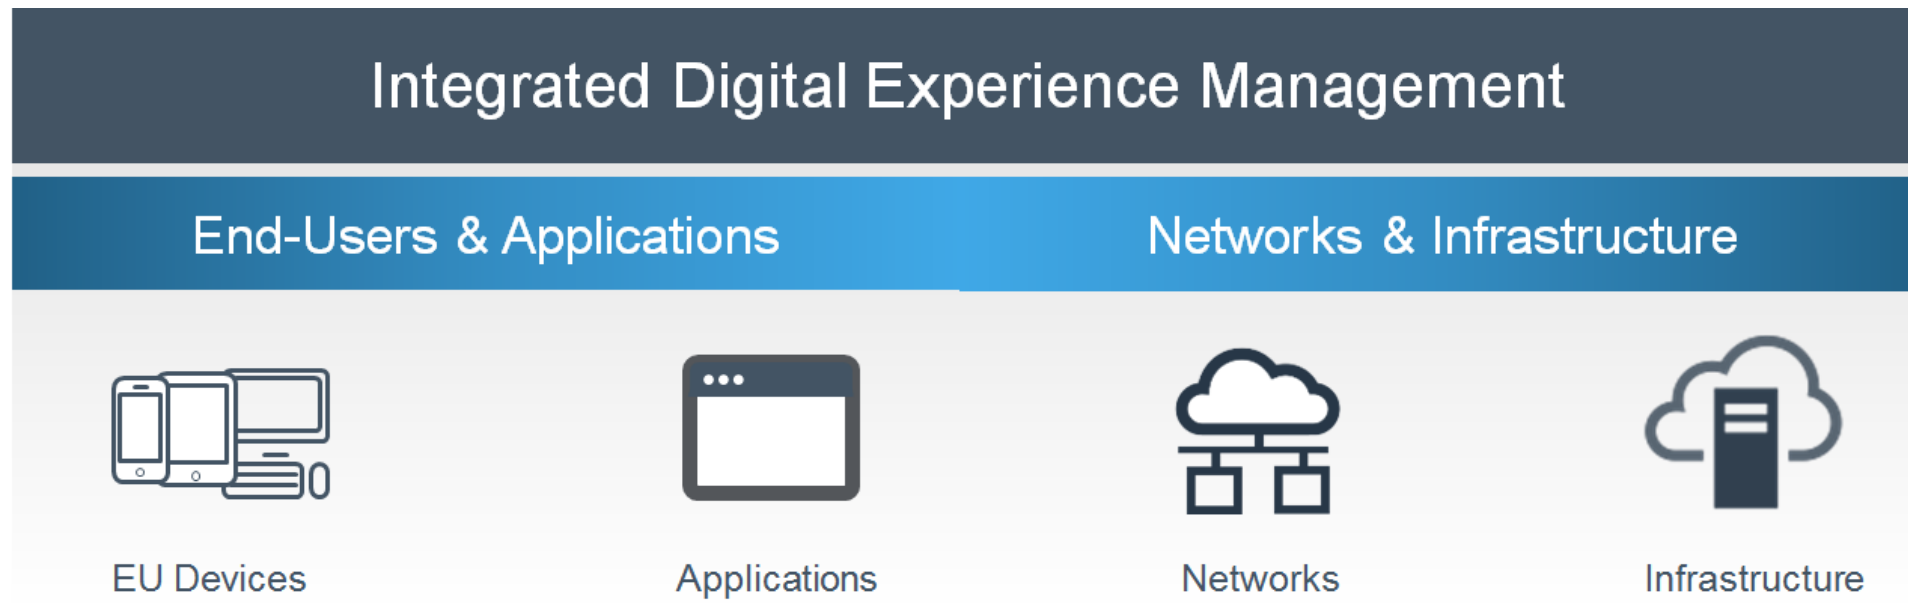 Integrated Digital Experience Management
End-Users & Applications
Networks & Infrastructure
EU Devices
Applications
Networks
Infrastructure